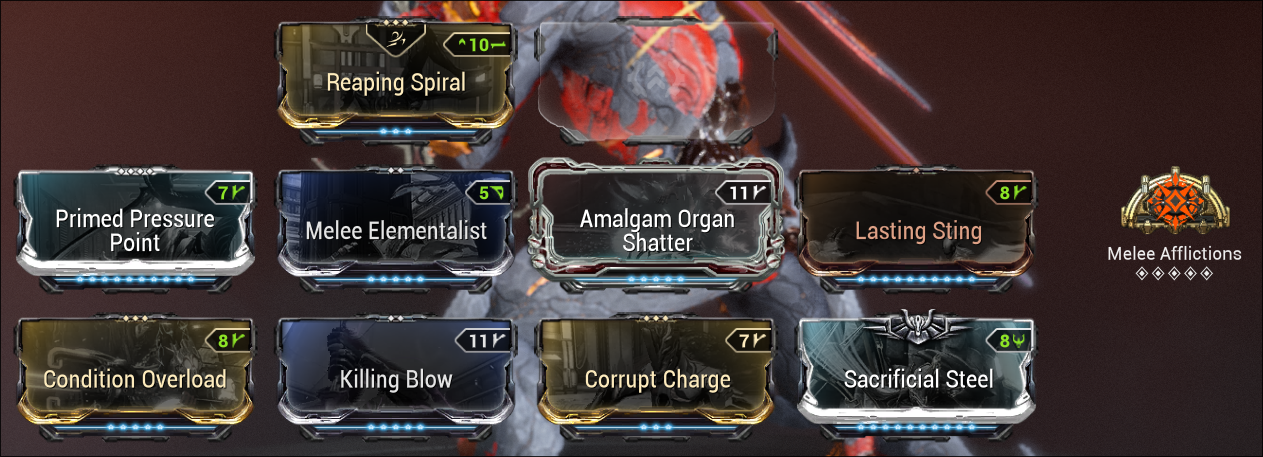 10
Reaping Spiral
7
Primed Pressure
Point
5
Melee Elementalist
11
Amalgam Organ
Shatter
8
Lasting Sting
Melee Afflictions
8
Condition Overload
11
Killing Blow
7
Corrupt Charge
8
Sacrificial Steel